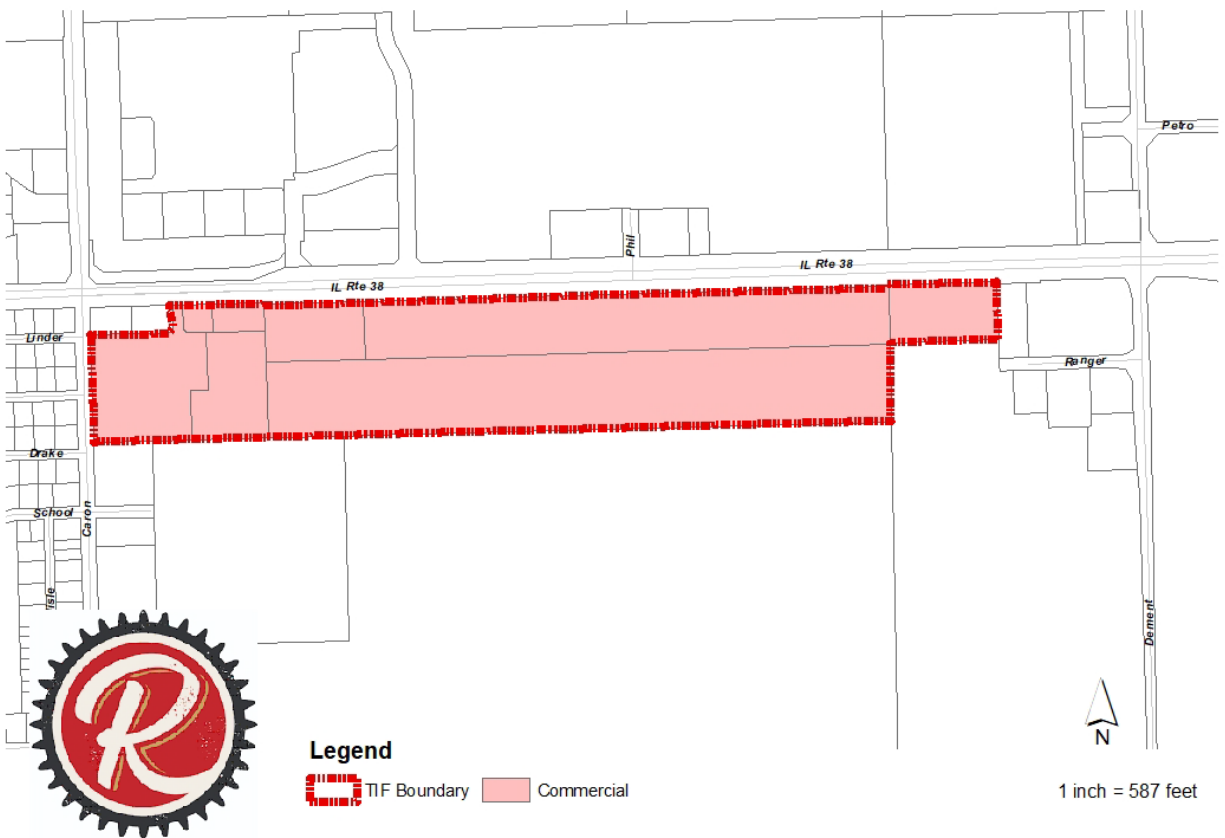 Petro
Phil
IL Rte 38
IL Rte 38
Linder
Ranger
Drake
School
Caron
isle
Dement
R
N
Legend
TIF Boundary
Commercial
1 inch = 587 feet